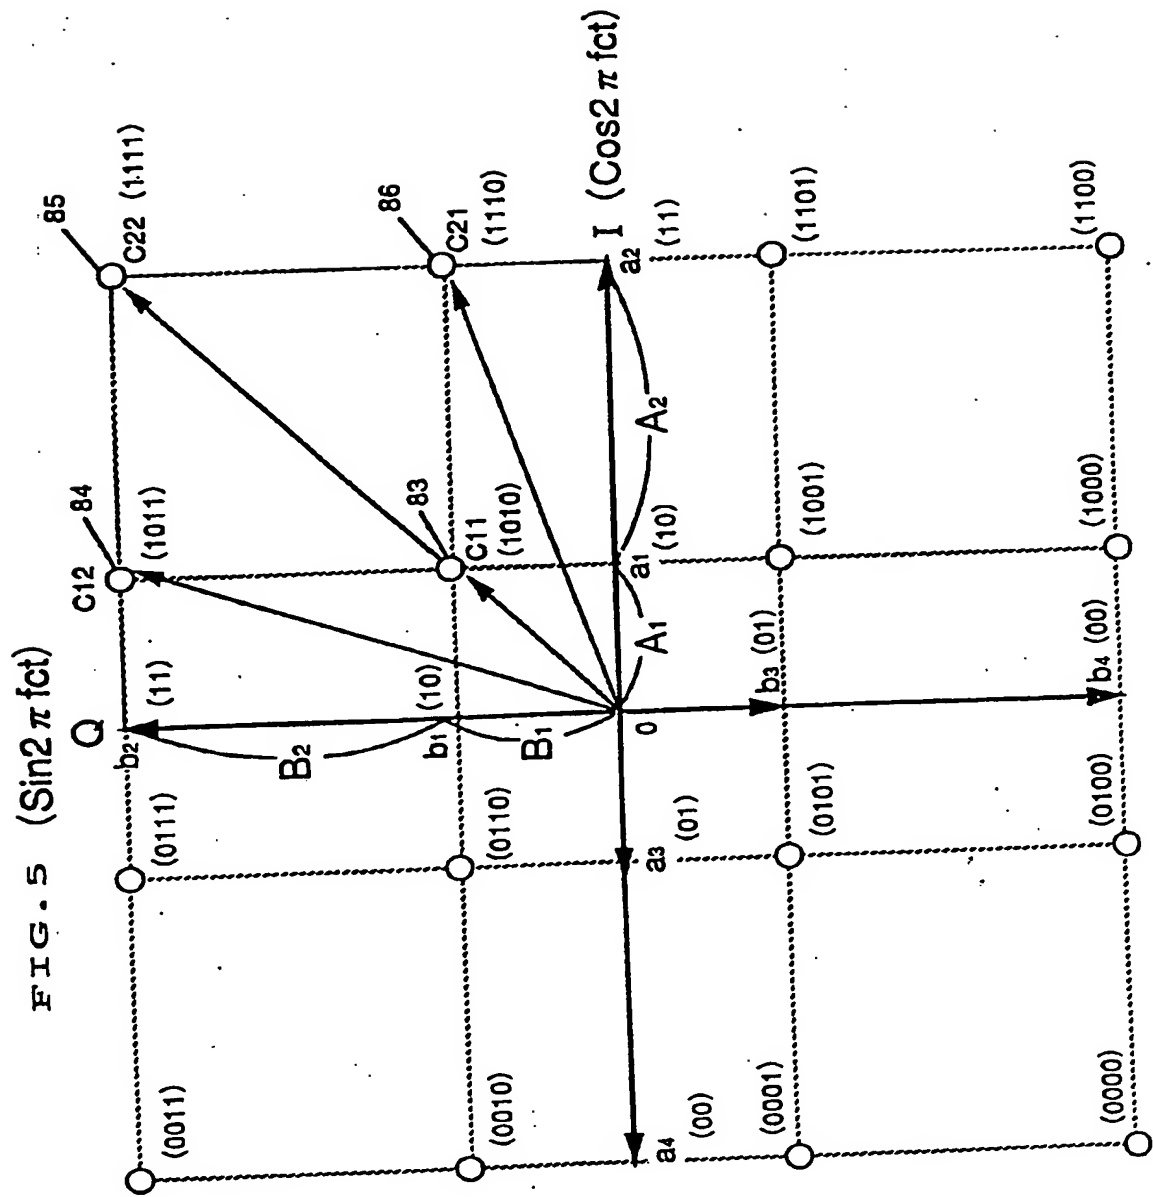 FIG. 5 (Sin2πfct)
Q
C12
84
(1011)
85
C22 (1111)
b2
(11)
(0111)
(0011)
B2
83
C11
(1010)
86
C21
(1110)
b1
(10)
(0110)
(0010)
B1
I (Cos2πfct)
0
A1
a1
(10)
A2
a2
(11)
a3
(01)
a4
(00)
b3 (01)
(1001)
(1101)
(0101)
(0001)
b4 (00)
(1000)
(1100)
(0100)
(0000)